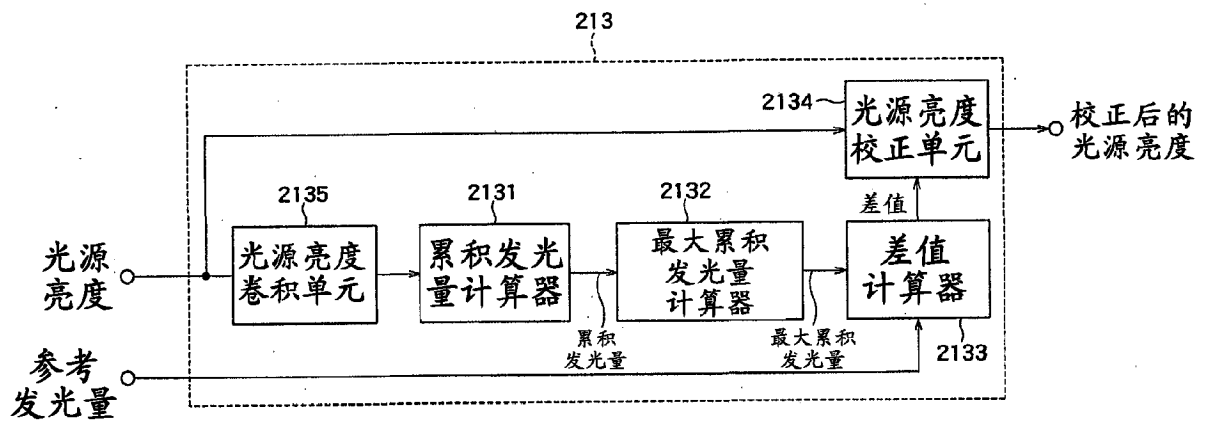 213
2134
光源亮度
校正单元
校正后的
光源亮度
2135
2131
2132
差值
光源
亮度
光源亮度
卷积单元
累积发光
量计算器
最大累积
发光量
计算器
差值
计算器
累积
发光量
最大累积
发光量
2133
参考
发光量